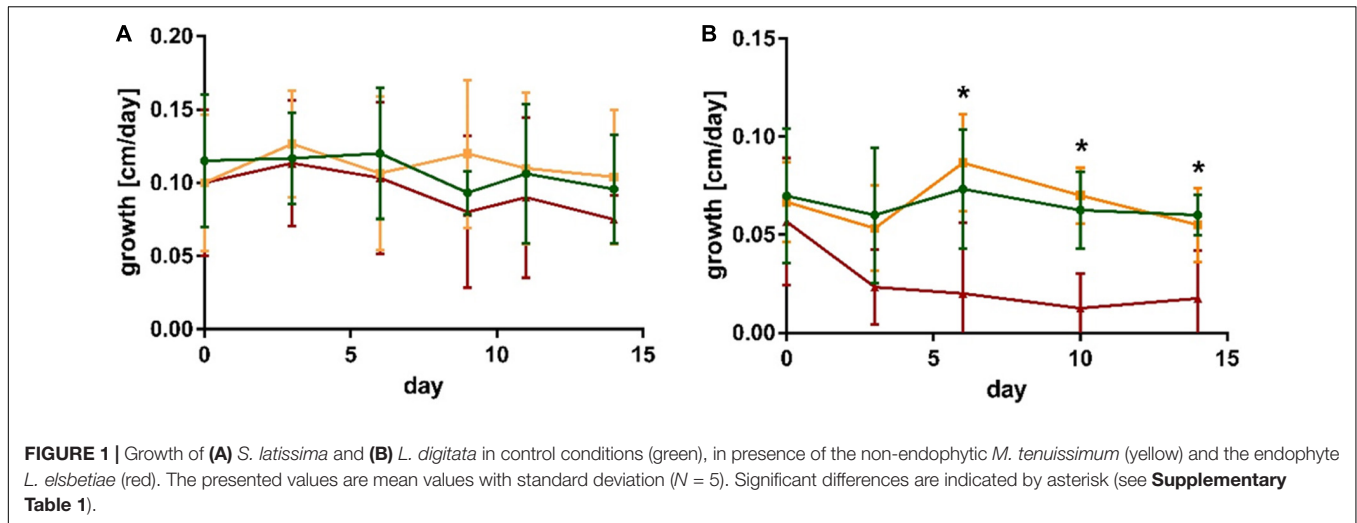 A
B
0.20
0.15
0.10
0.05
0.00
growth [cm/day]
0 5 10 15
day
0.15
0.10
0.05
0.00
growth [cm/day]
* * *
0 5 10 15
day
FIGURE 1 | Growth of (A) S. latissima and (B) L. digitata in control conditions (green), in presence of the non-endophytic M. tenuissimum (yellow) and the endophyte
L. elsbetiae (red). The presented values are mean values with standard deviation (N = 5). Significant differences are indicated by asterisk (see Supplementary
Table 1).